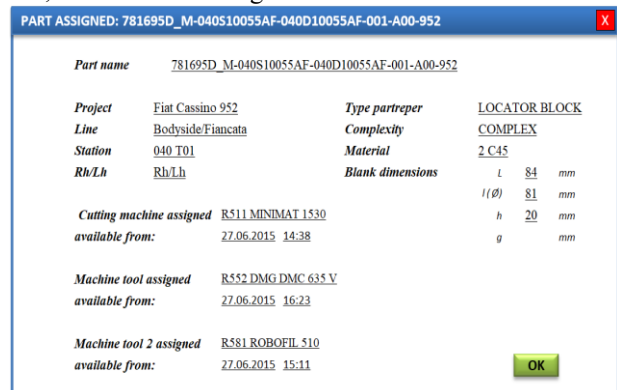 PART ASSIGNED: 781695D_M-040S10055AF-040D10055AF-001-A00-952 X
Part name 781695D_M-040S10055AF-040D10055AF-001-A00-952
Project Fiat Cassino 952 Type partreper LOCATOR BLOCK
Line Bodyside/Fiancata Complexity COMPLEX
Station 040 T01 Material 2 C45
Rh/Lh Rh/Lh Blank dimensions L 84 mm
l(Ø) 81 mm
Cutting machine assigned R511 MINIMAT 1530 h 20 mm
available from: 27.06.2015 14:38 g mm
Machine tool assigned R552 DMG DMC 635 V
available from: 27.06.2015 16:23
Machine tool 2 assigned R581 ROBOFIL 510
available from: 27.06.2015 15:11 OK